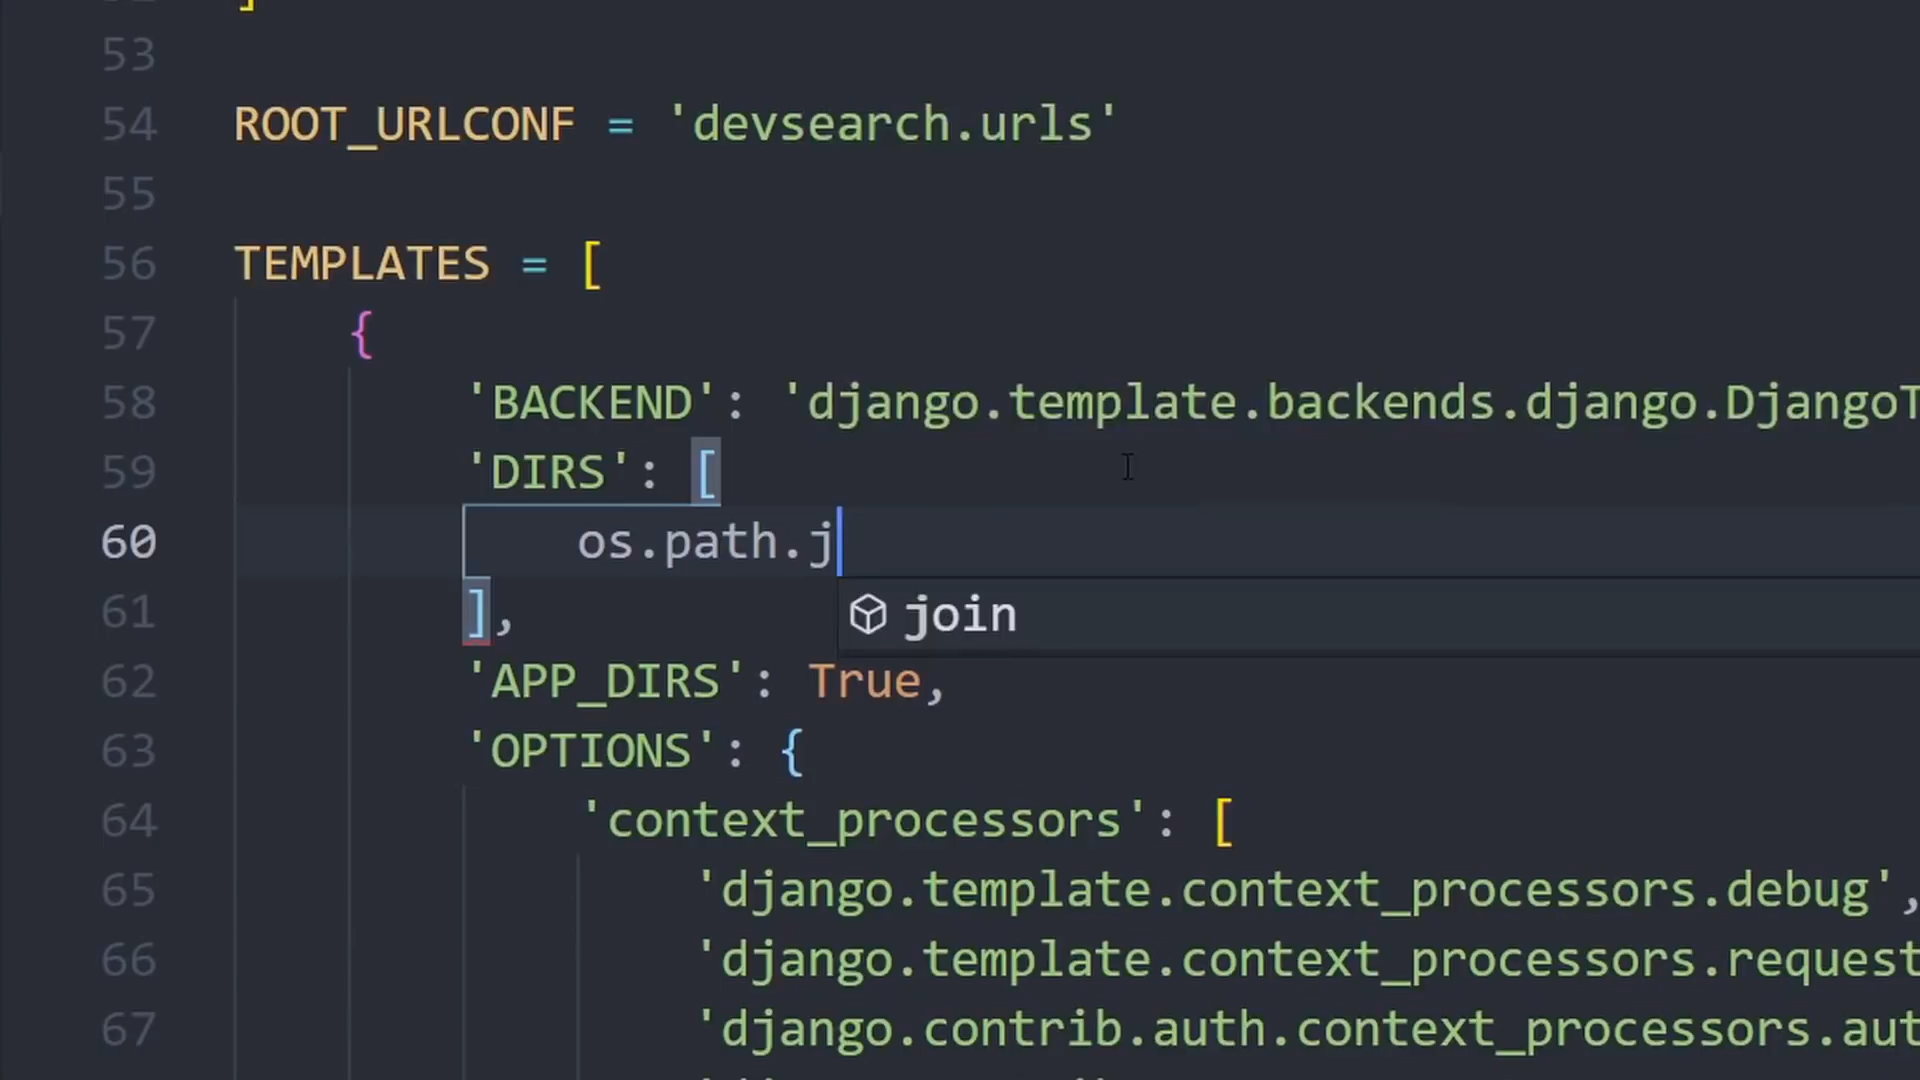 53
54 ROOT_URLCONF = 'devsearch.urls'
55
56 TEMPLATES = [
57 {
58 'BACKEND': 'django.template.backends.django.DjangoT
59 'DIRS': [
60 os.path.j
join
61 ],
62 'APP_DIRS': True,
63 'OPTIONS': {
64 'context_processors': [
65 'django.template.context_processors.debug',
66 'django.template.context_processors.request
67 'django.contrib.auth.context_processors.aut